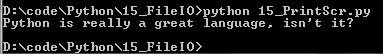 D:\code\Python\15_FileIO>python 15_PrintScr.py
Python is really a great language, isn't it?
D:\code\Python\15_FileIO>